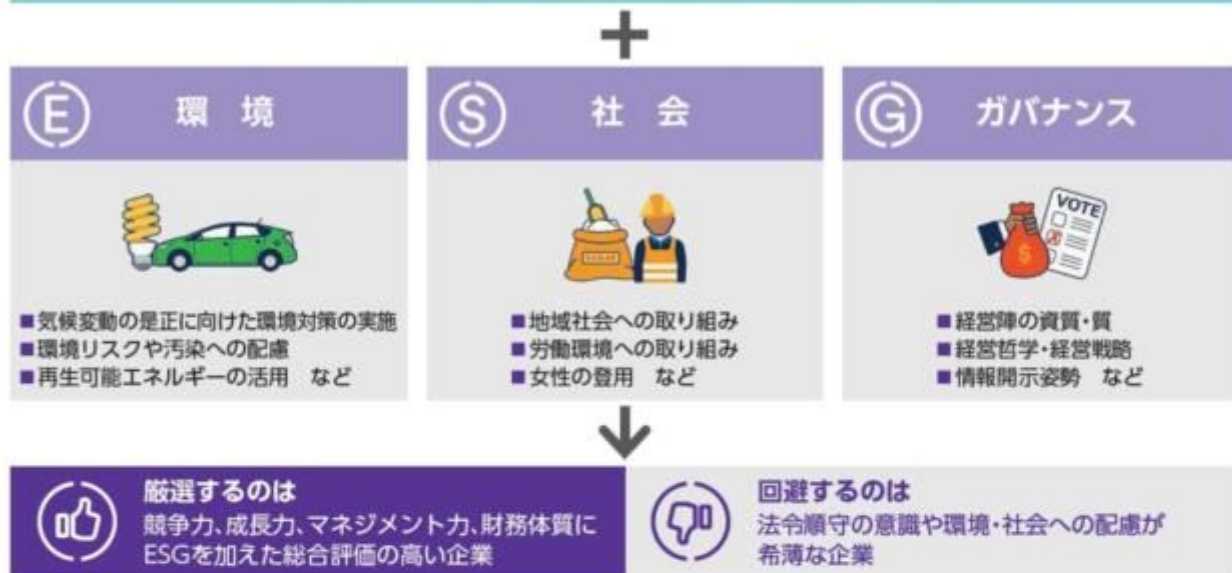 +
E 環境
S 社会
G ガバナンス
VOTE
$
■気候変動の是正に向けた環境対策の実施
■環境リスクや汚染への配慮
■再生可能エネルギーの活用 など
■地域社会への取り組み
■労働環境への取り組み
■女性の登用 など
■経営陣の資質・質
■経営哲学・経営戦略
■情報開示姿勢 など
厳選するのは
競争力、成長力、マネジメント力、財務体質に
ESGを加えた総合評価の高い企業
回避するのは
法令順守の意識や環境・社会への配慮が
希薄な企業